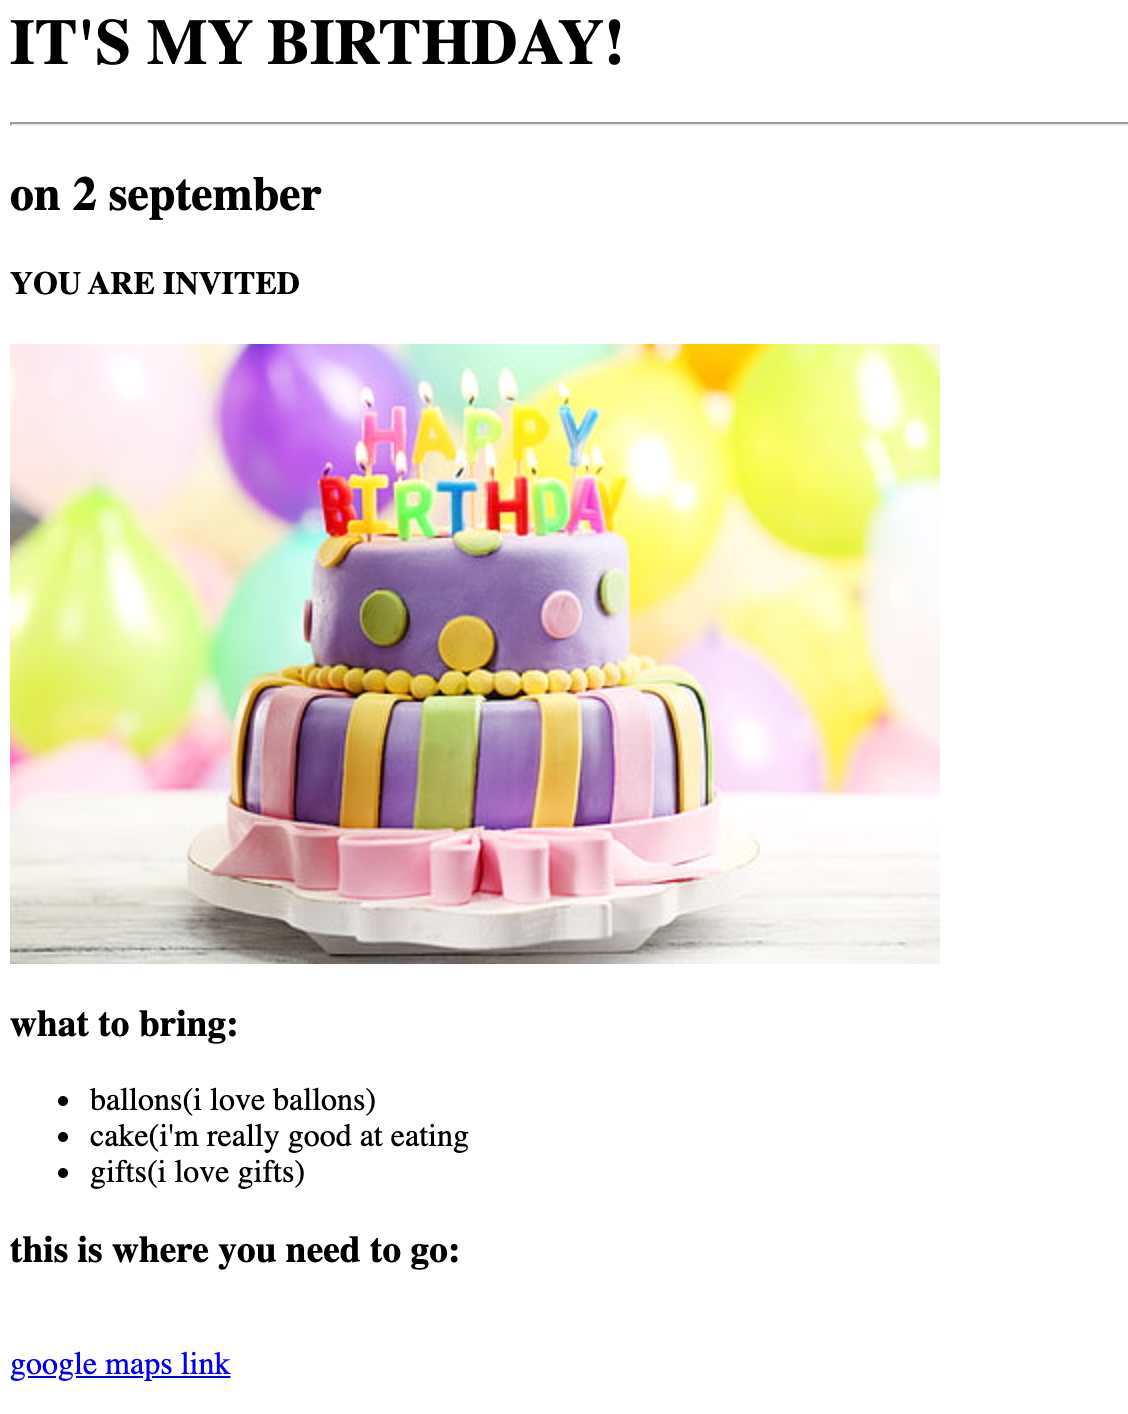 IT'S MY BIRTHDAY!
on 2 september
YOU ARE INVITED
HAPPY
BIRTHDAY
what to bring:
ballons(i love ballons)
cake(i'm really good at eating
gifts(i love gifts)
this is where you need to go:
google maps link